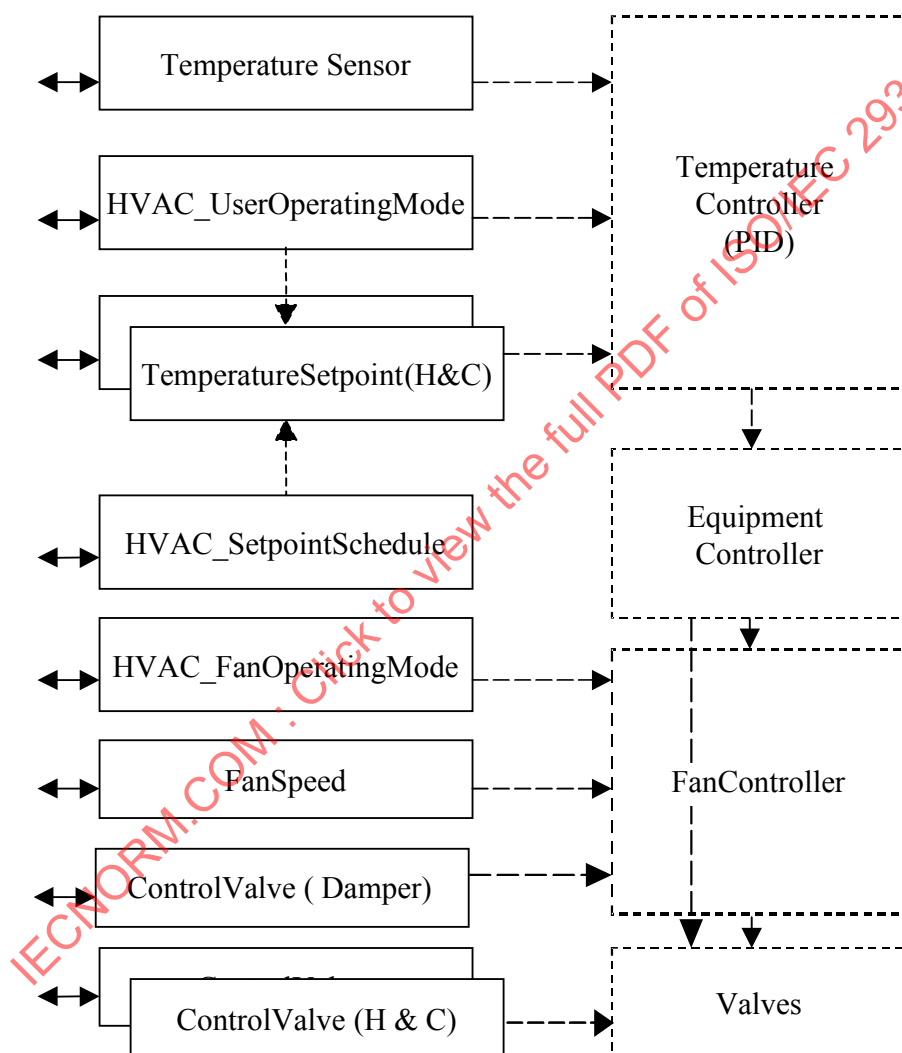 Temperature Sensor
HVAC_UserOperatingMode
TemperatureSetpoint(H&C)
HVAC_SetpointSchedule
HVAC_FanOperatingMode
FanSpeed
ControlValve ( Damper)
ControlValve (H & C)
Temperature
Controller
(PID)
Equipment
Controller
FanController
Valves
IECNORM.COM : Click to view the full PDF of ISO/IEC 293